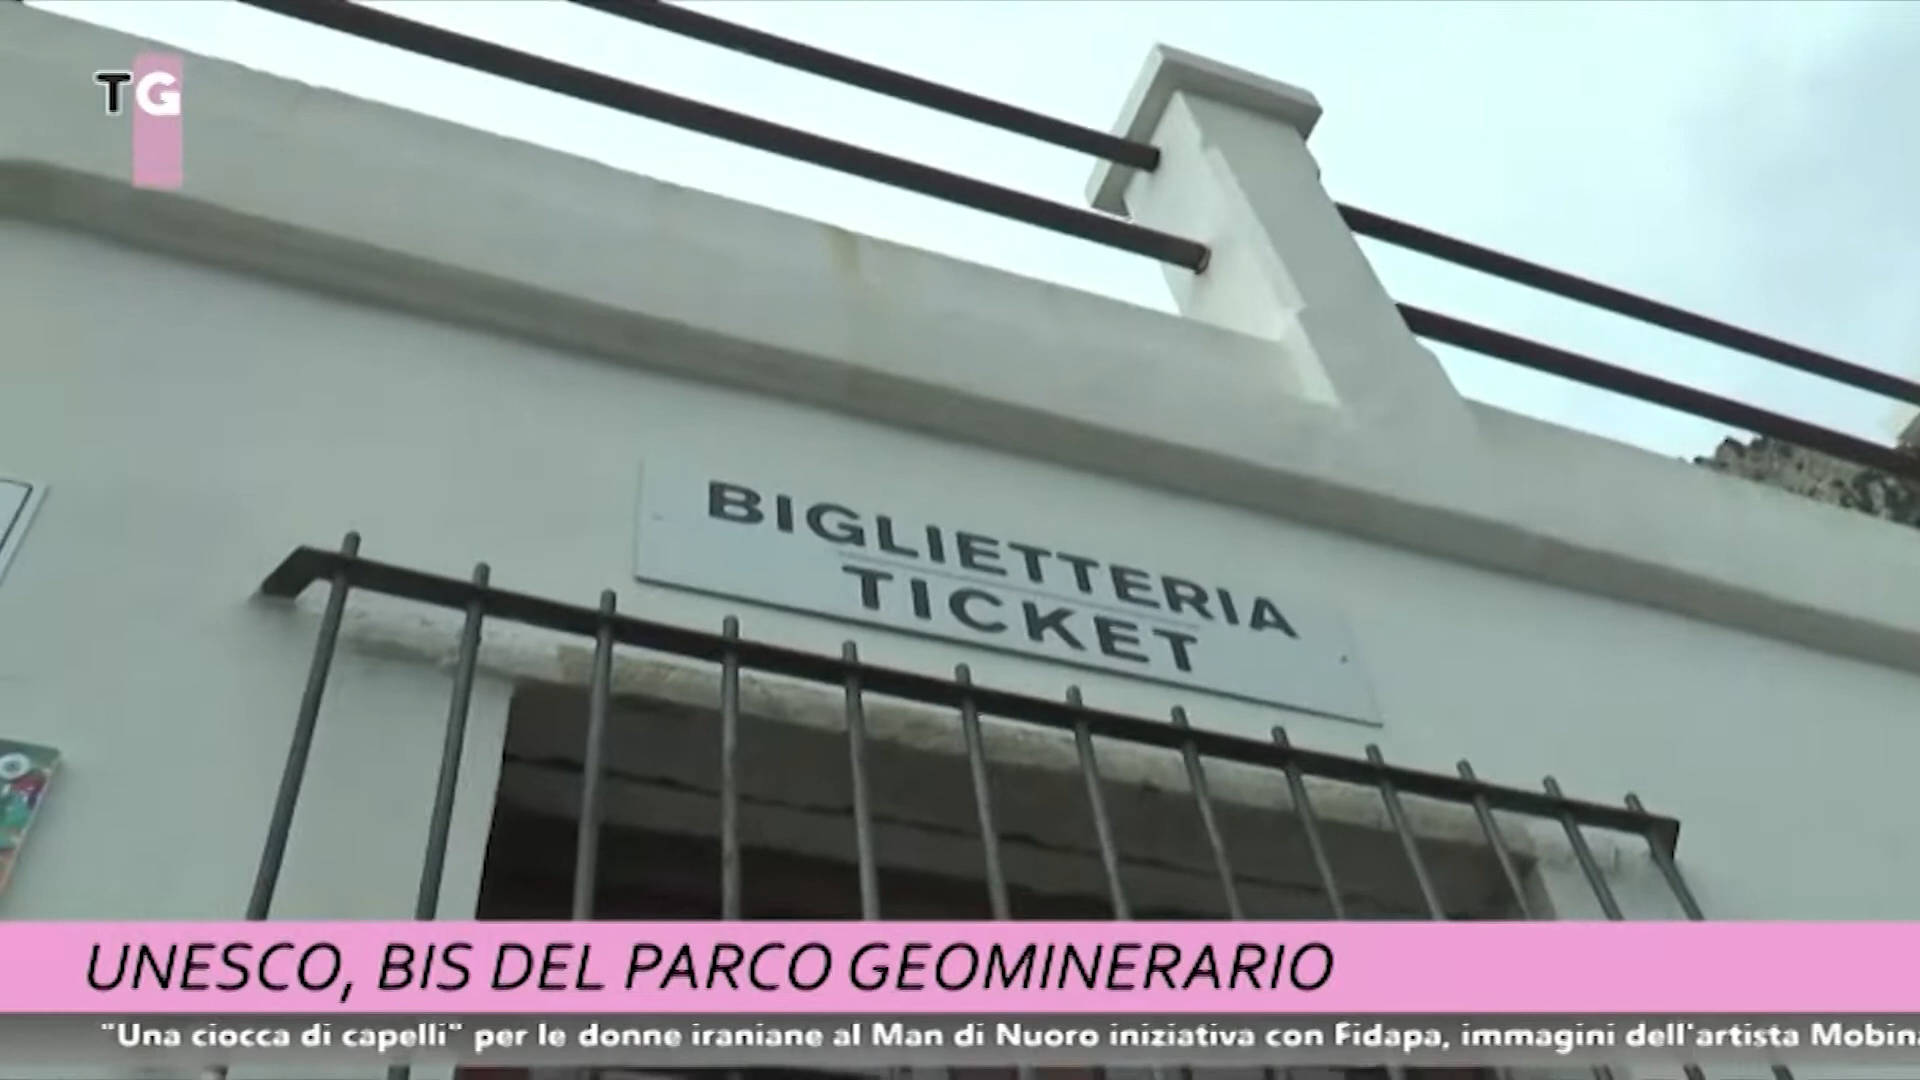 TG
BIGLIETTERIA
TICKET
UNESCO, BIS DEL PARCO GEOMINERARIO
"Una ciocca di capelli" per le donne iraniane al Man di Nuoro iniziativa con Fidapa, immagini dell'artista Mobina